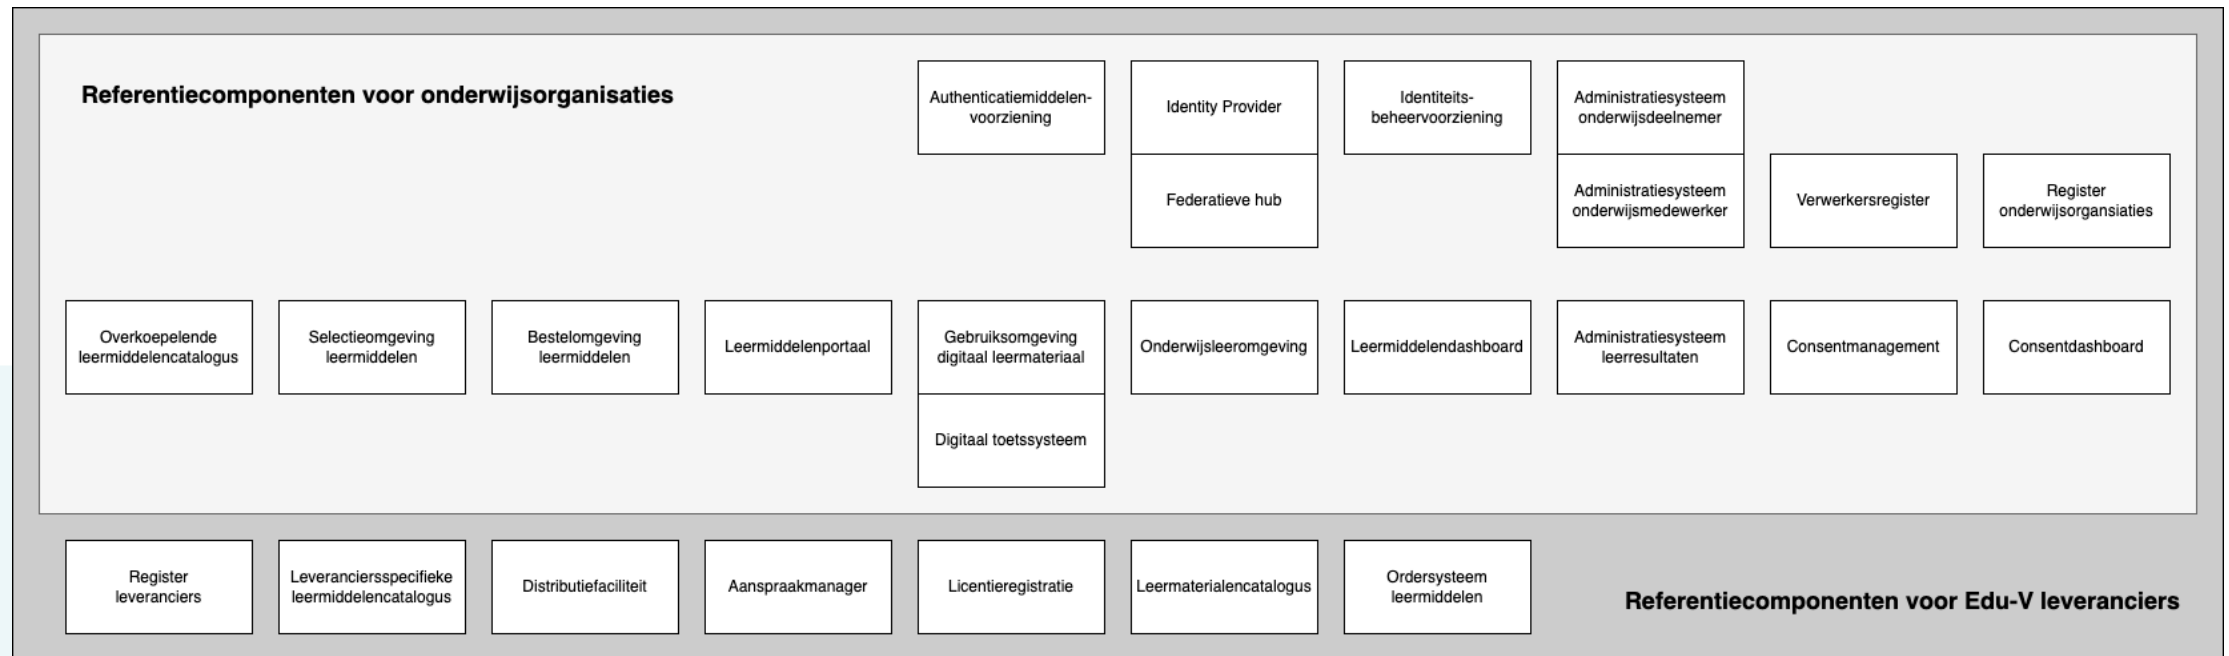 Referentiecomponenten voor onderwijsorganisaties
Authenticatiemiddelen-
voorziening
Identity Provider
Identiteits-
beheervoorziening
Administratiesysteem
onderwijsdeelnemer
Federatieve hub
Administratiesysteem
onderwijsmedewerker
Verwerkersregister
Register
onderwijsorgansiaties
Overkoepelende
leermiddelencatalogus
Selectieomgeving
leermiddelen
Bestelomgeving
leermiddelen
Leermiddelenportaal
Gebruiksomgeving
digitaal leermateriaal
Onderwijsleeromgeving
Leermiddelendashboard
Administratiesysteem
leerresultaten
Consentmanagement
Consentdashboard
Digitaal toetssysteem
Register
leveranciers
Leveranciersspecifieke
leermiddelencatalogus
Distributiefaciliteit
Aanspraakmanager
Licentieregistratie
Leermaterialencatalogus
Ordersysteem
leermiddelen
Referentiecomponenten voor Edu-V leveranciers